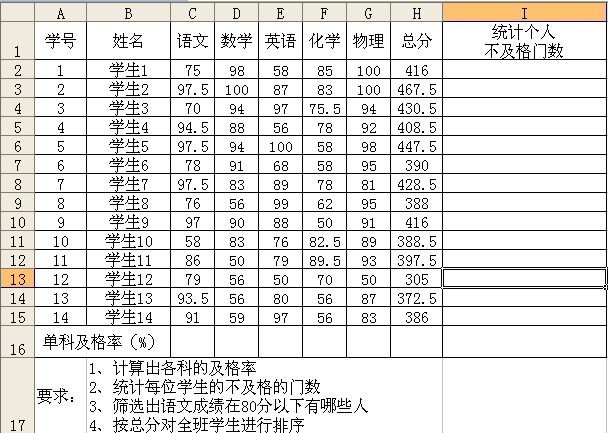 A B C D E F G H I
1 学号 姓名 语文 数学 英语 化学 物理 总分 统计个人
不及格门数
2 1 学生1 75 98 58 85 100 416
3 2 学生2 97.5 100 87 83 100 467.5
4 3 学生3 70 94 97 75.5 94 430.5
5 4 学生4 94.5 88 56 78 92 408.5
6 5 学生5 97.5 94 100 58 98 447.5
7 6 学生6 78 91 68 58 95 390
8 7 学生7 97.5 83 89 78 81 428.5
9 8 学生8 76 56 99 62 95 388
10 9 学生9 97 90 88 50 91 416
11 10 学生10 58 83 76 82.5 89 388.5
12 11 学生11 86 50 79 89.5 93 397.5
13 12 学生12 79 56 50 70 50 305
14 13 学生13 93.5 56 80 56 87 372.5
15 14 学生14 91 59 97 56 83 386
16 单科及格率（%）
17 要求：
1、计算出各科的及格率
2、统计每位学生的不及格的门数
3、筛选出语文成绩在80分以下有哪些人
4、按总分对全班学生进行排序